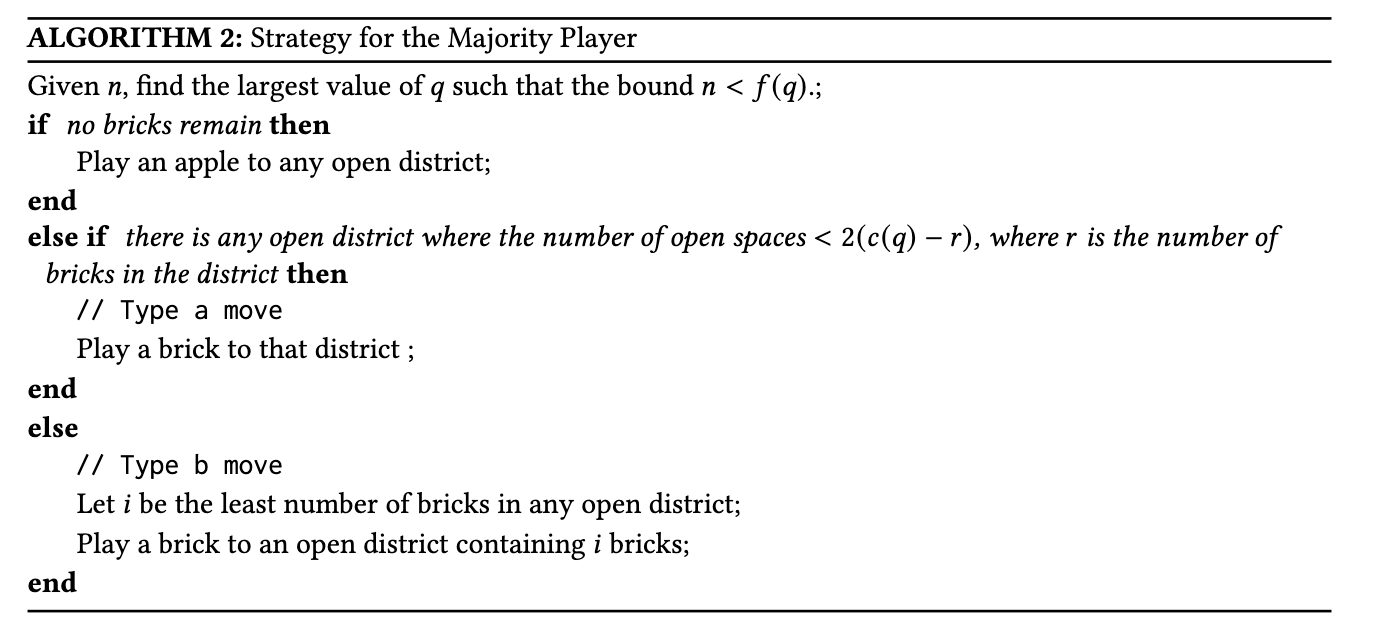 ALGORITHM 2: Strategy for the Majority Player
Given n, find the largest value of q such that the bound n < f(q).;
if no bricks remain then
Play an apple to any open district;
end
else if there is any open district where the number of open spaces < 2(c(q) − r), where r is the number of
bricks in the district then
// Type a move
Play a brick to that district ;
end
else
// Type b move
Let i be the least number of bricks in any open district;
Play a brick to an open district containing i bricks;
end